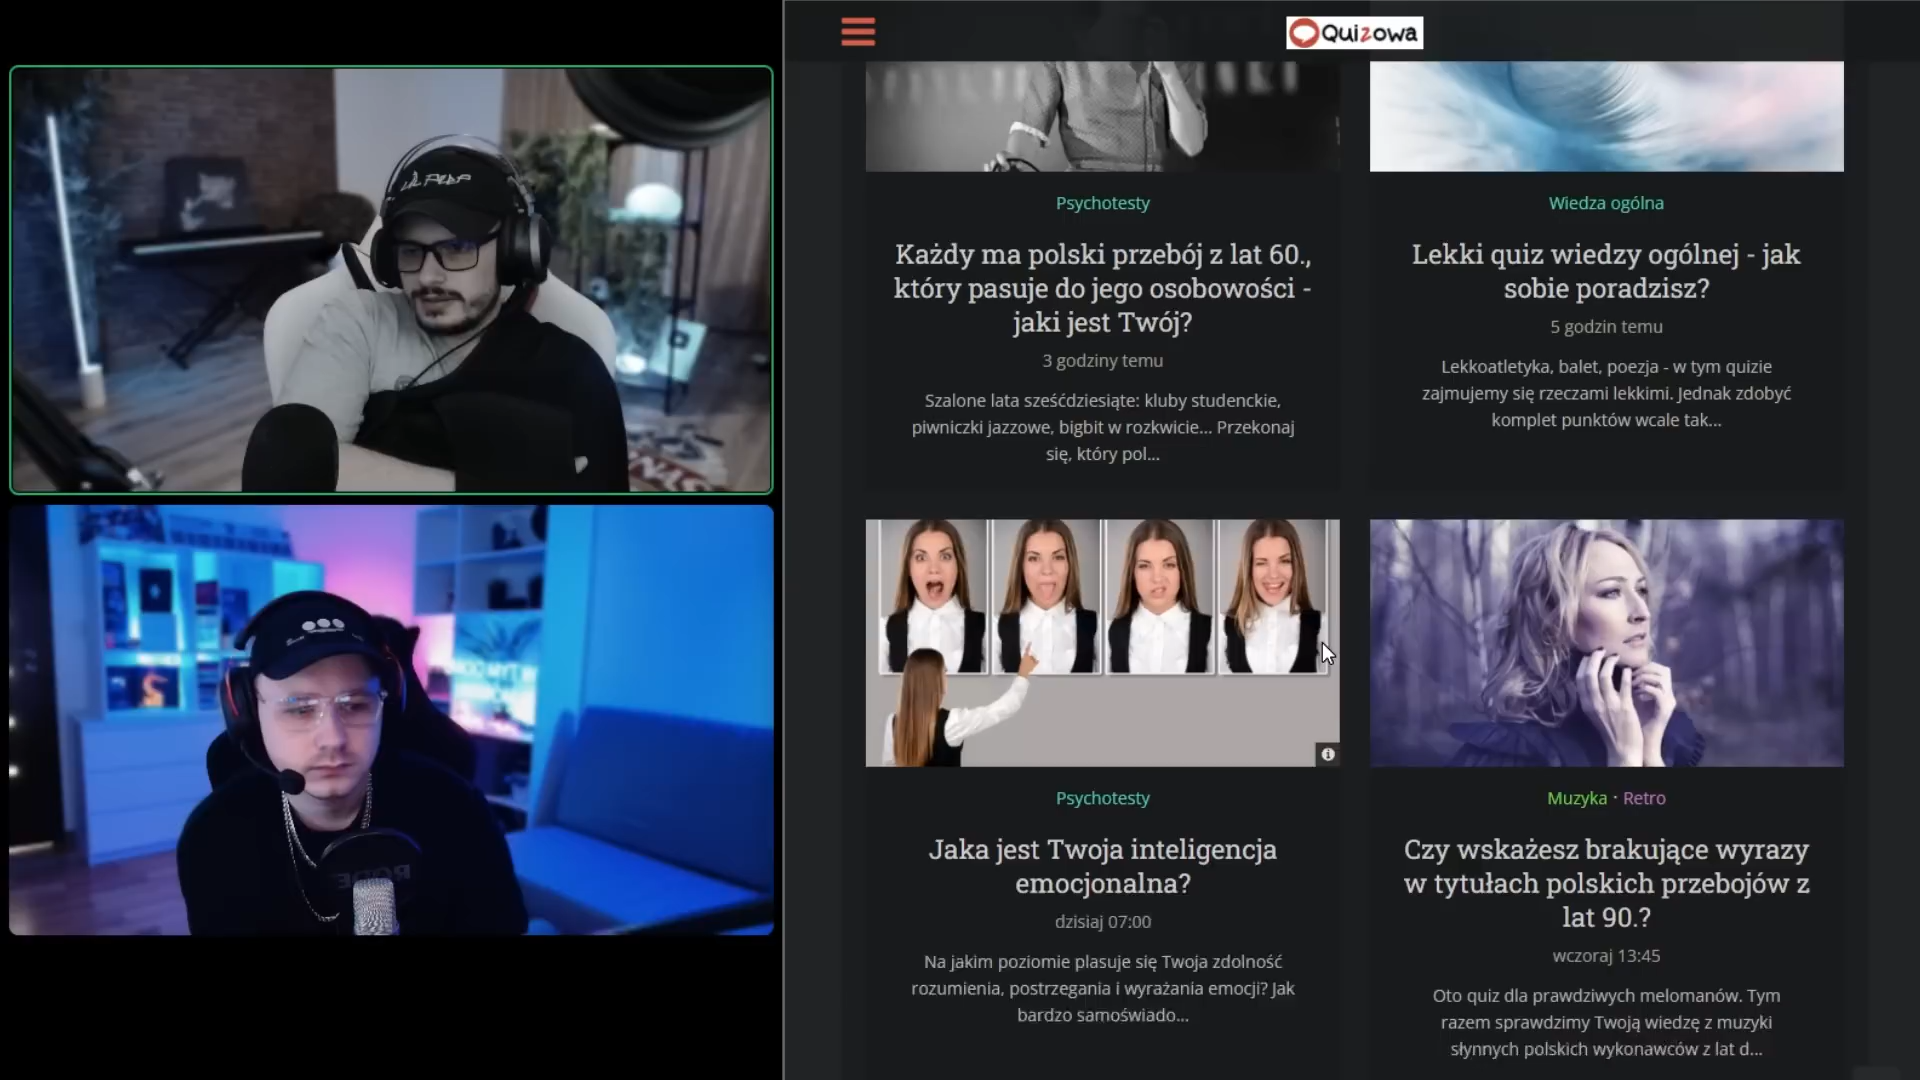 LIL PEEP
RODE
Quizowa
Psychotesty
Każdy ma polski przebój z lat 60.,
który pasuje do jego osobowości -
jaki jest Twój?
3 godziny temu
Szalone lata sześćdziesiąte: kluby studenckie,
piwniczki jazzowe, bigbit w rozkwicie... Przekonaj
się, który pol...
Wiedza ogólna
Lekki quiz wiedzy ogólnej - jak
sobie poradzisz?
5 godzin temu
Lekkoatletyka, balet, poezja - w tym quizie
zajmujemy się rzeczami lekkimi. Jednak zdobyć
komplet punktów wcale tak...
Psychotesty
Jaka jest Twoja inteligencja
emocjonalna?
dzisiaj 07:00
Na jakim poziomie plasuje się Twoja zdolność
rozumienia, postrzegania i wyrażania emocji? Jak
bardzo samoświado...
Muzyka · Retro
Czy wskażesz brakujące wyrazy
w tytułach polskich przebojów z
lat 90.?
wczoraj 13:45
Oto quiz dla prawdziwych melomanów. Tym
razem sprawdzimy Twoją wiedzę z muzyki
słynnych polskich wykonawców z lat d...